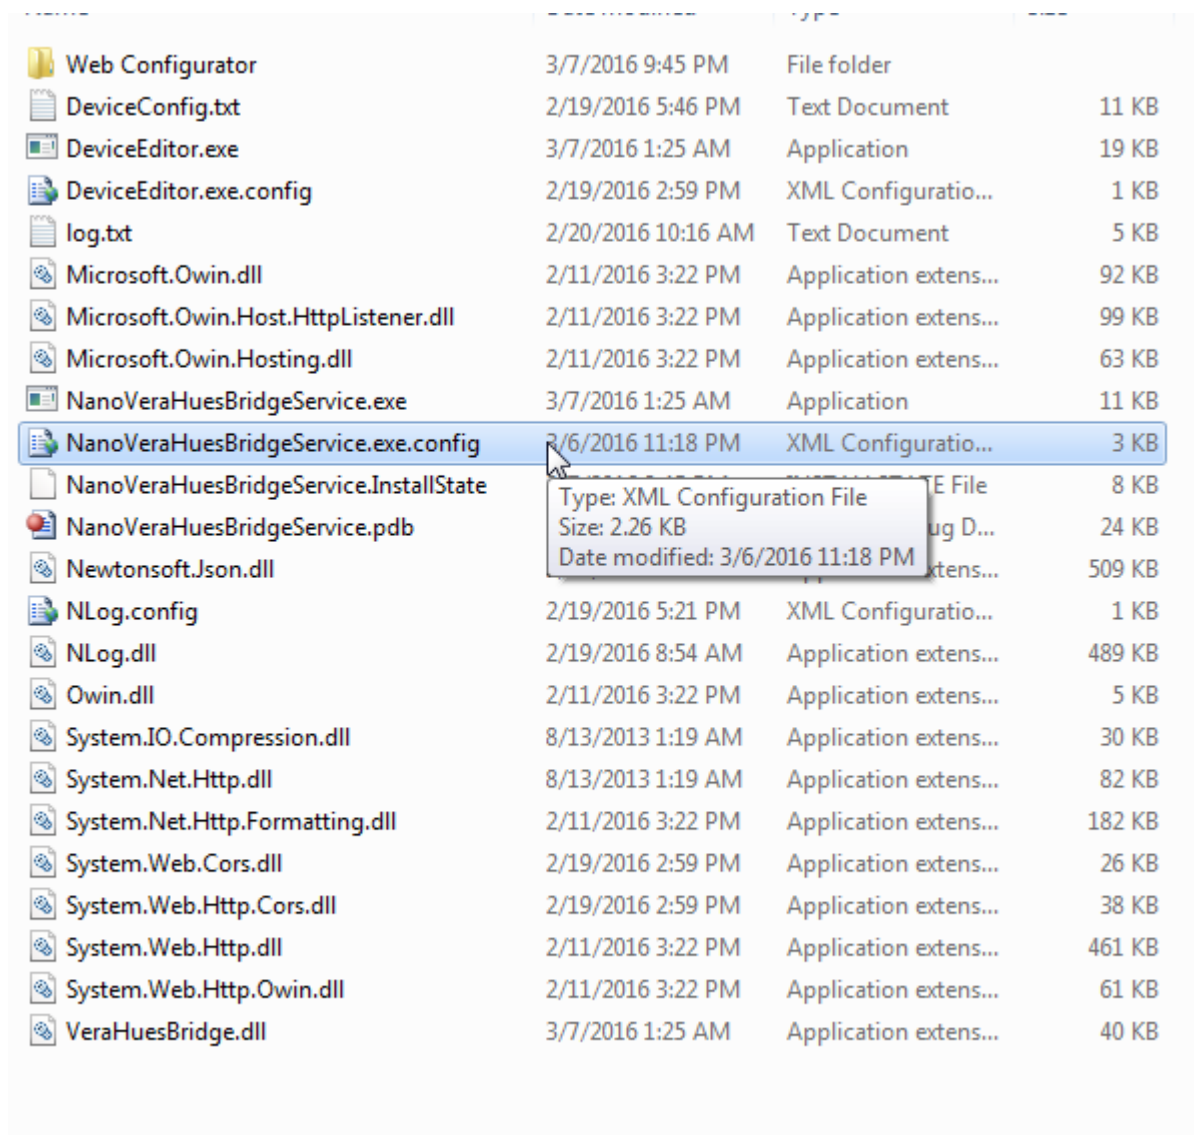 Web Configurator 3/7/2016 9:45 PM File folder
DeviceConfig.txt 2/19/2016 5:46 PM Text Document 11 KB
DeviceEditor.exe 3/7/2016 1:25 AM Application 19 KB
DeviceEditor.exe.config 2/19/2016 2:59 PM XML Configuratio... 1 KB
log.txt 2/20/2016 10:16 AM Text Document 5 KB
Microsoft.Owin.dll 2/11/2016 3:22 PM Application extens... 92 KB
Microsoft.Owin.Host.HttpListener.dll 2/11/2016 3:22 PM Application extens... 99 KB
Microsoft.Owin.Hosting.dll 2/11/2016 3:22 PM Application extens... 63 KB
NanoVeraHuesBridgeService.exe 3/7/2016 1:25 AM Application 11 KB
NanoVeraHuesBridgeService.exe.config 3/6/2016 11:18 PM XML Configuratio... 3 KB
NanoVeraHuesBridgeService.InstallState E File 8 KB
Type: XML Configuration File
NanoVeraHuesBridgeService.pdb ug D... 24 KB
Size: 2.26 KB
Date modified: 3/6/2016 11:18 PM
Newtonsoft.Json.dll xtens... 509 KB
NLog.config 2/19/2016 5:21 PM XML Configuratio... 1 KB
NLog.dll 2/19/2016 8:54 AM Application extens... 489 KB
Owin.dll 2/11/2016 3:22 PM Application extens... 5 KB
System.IO.Compression.dll 8/13/2013 1:19 AM Application extens... 30 KB
System.Net.Http.dll 8/13/2013 1:19 AM Application extens... 82 KB
System.Net.Http.Formatting.dll 2/11/2016 3:22 PM Application extens... 182 KB
System.Web.Cors.dll 2/19/2016 2:59 PM Application extens... 26 KB
System.Web.Http.Cors.dll 2/19/2016 2:59 PM Application extens... 38 KB
System.Web.Http.dll 2/11/2016 3:22 PM Application extens... 461 KB
System.Web.Http.Owin.dll 2/11/2016 3:22 PM Application extens... 61 KB
VeraHuesBridge.dll 3/7/2016 1:25 AM Application extens... 40 KB